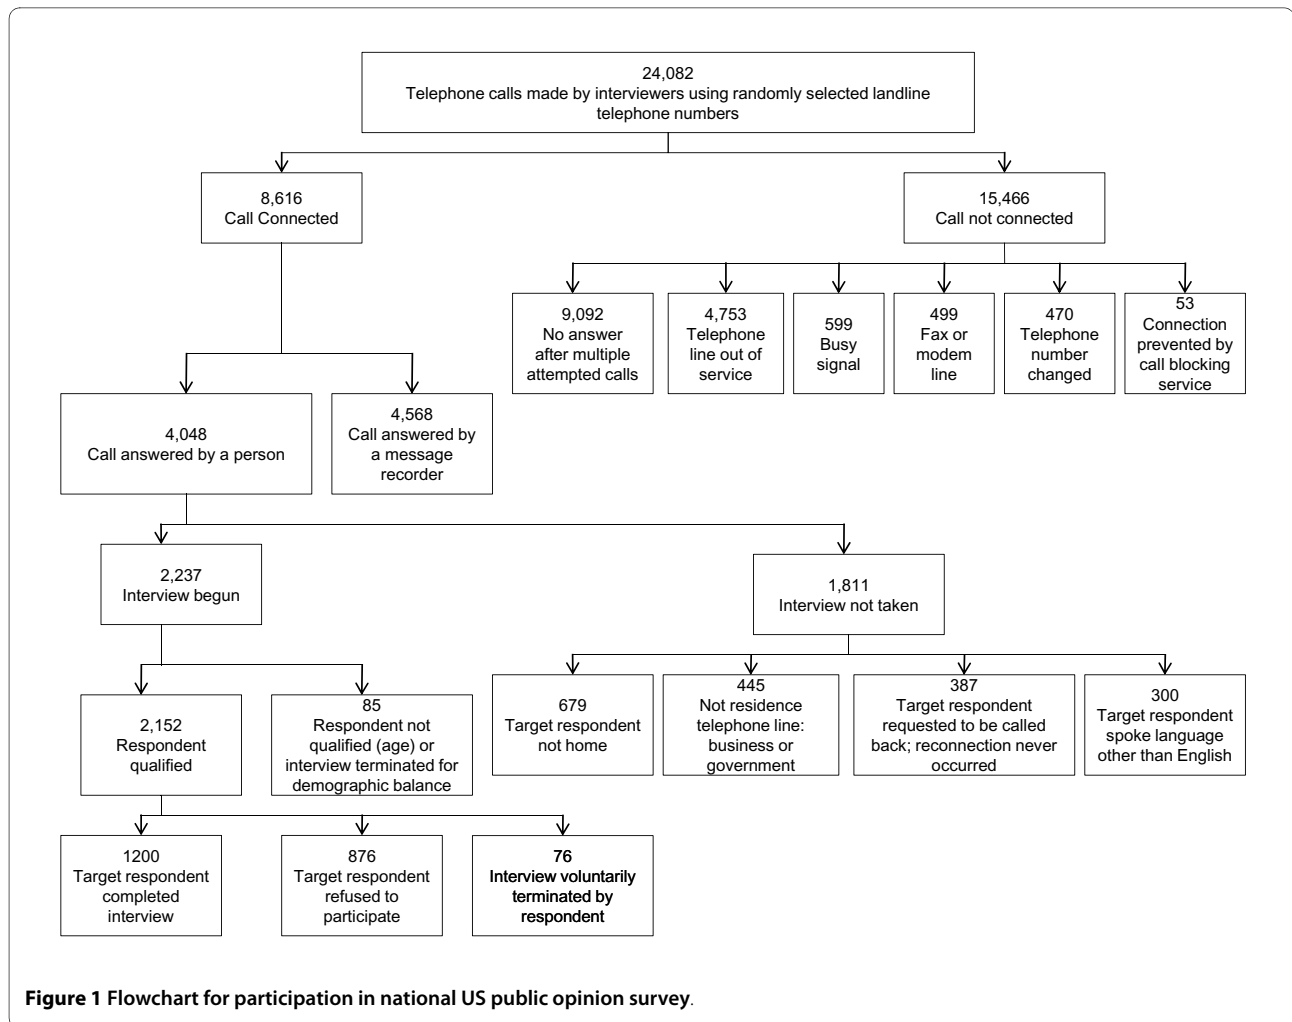 24,082
Telephone calls made by interviewers using randomly selected landline
telephone numbers
8,616
Call Connected
15,466
Call not connected
9,092
No answer
after multiple
attempted calls
4,753
Telephone
line out of
service
599
Busy
signal
499
Fax or
modem
line
470
Telephone
number
changed
53
Connection
prevented by
call blocking
service
4,048
Call answered by a person
4,568
Call answered by
a message
recorder
2,237
Interview begun
1,811
Interview not taken
2,152
Respondent
qualified
85
Respondent not
qualified (age) or
interview terminated for
demographic balance
679
Target respondent
not home
445
Not residence
telephone line:
business or
government
387
Target respondent
requested to be called
back; reconnection never
occurred
300
Target respondent
spoke language
other than English
1200
Target respondent
completed
interview
876
Target respondent
refused to
participate
76
Interview voluntarily
terminated by
respondent
Figure 1 Flowchart for participation in national US public opinion survey.